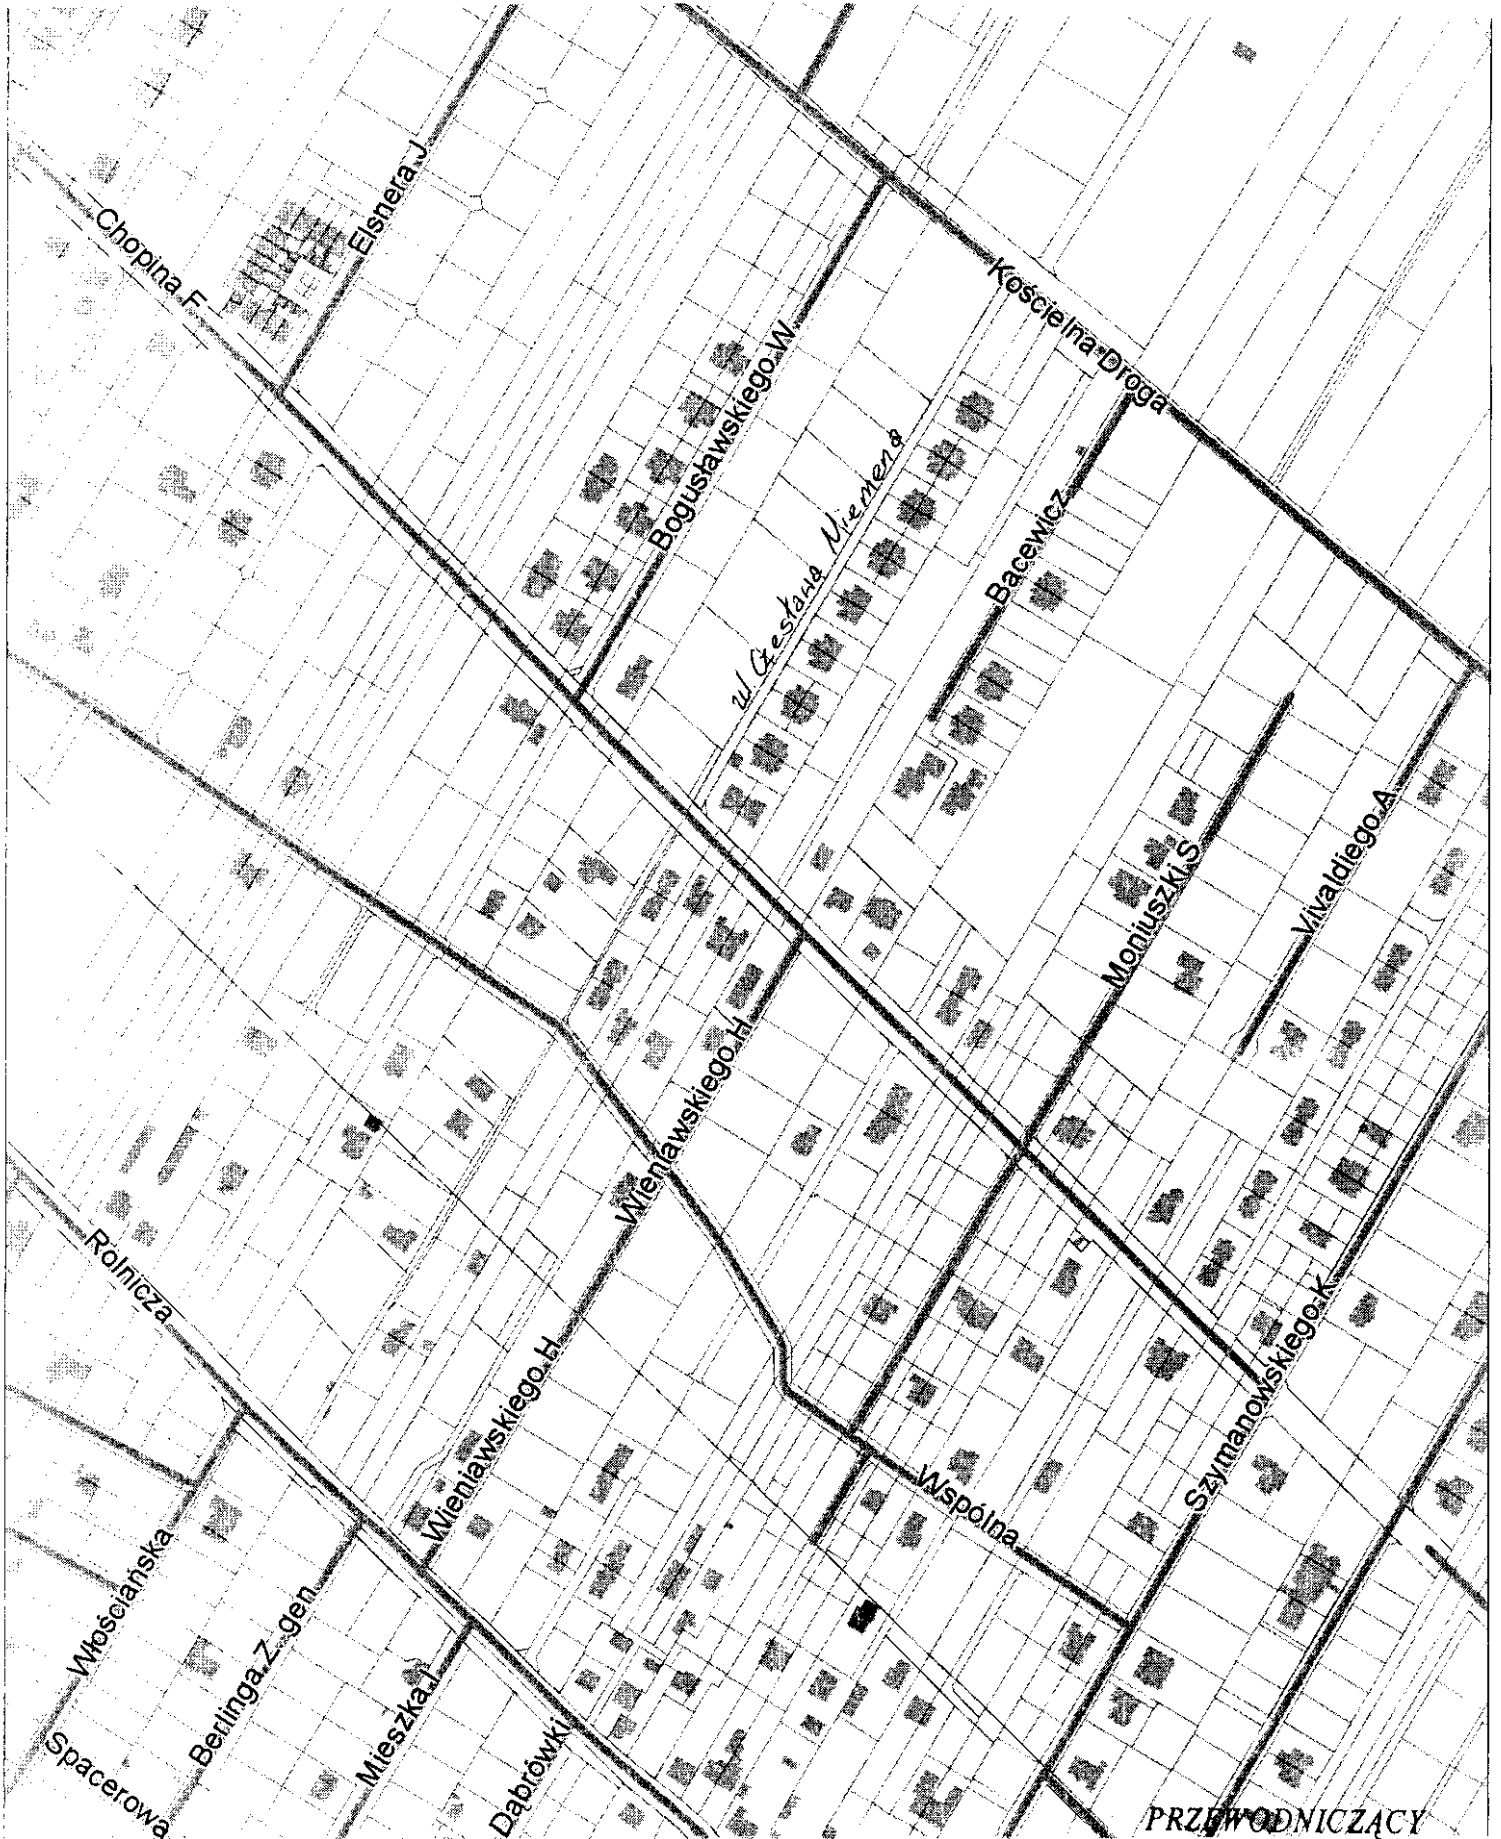 Elsnera J
Chopina F
Kościelna Droga
Bogusławskiego W
ul Czesława Niemena
Bacewicz
Moniuszki S
Vivaldiego A
Wieniawskiego H
Rolnicza
Wieniawskiego H
Szymanowskiego K
Wspólna
Włościańska
Berlinga Z gen
Mieszka I
Dąbrówki
Spacerowa
PRZEWODNICZĄCY